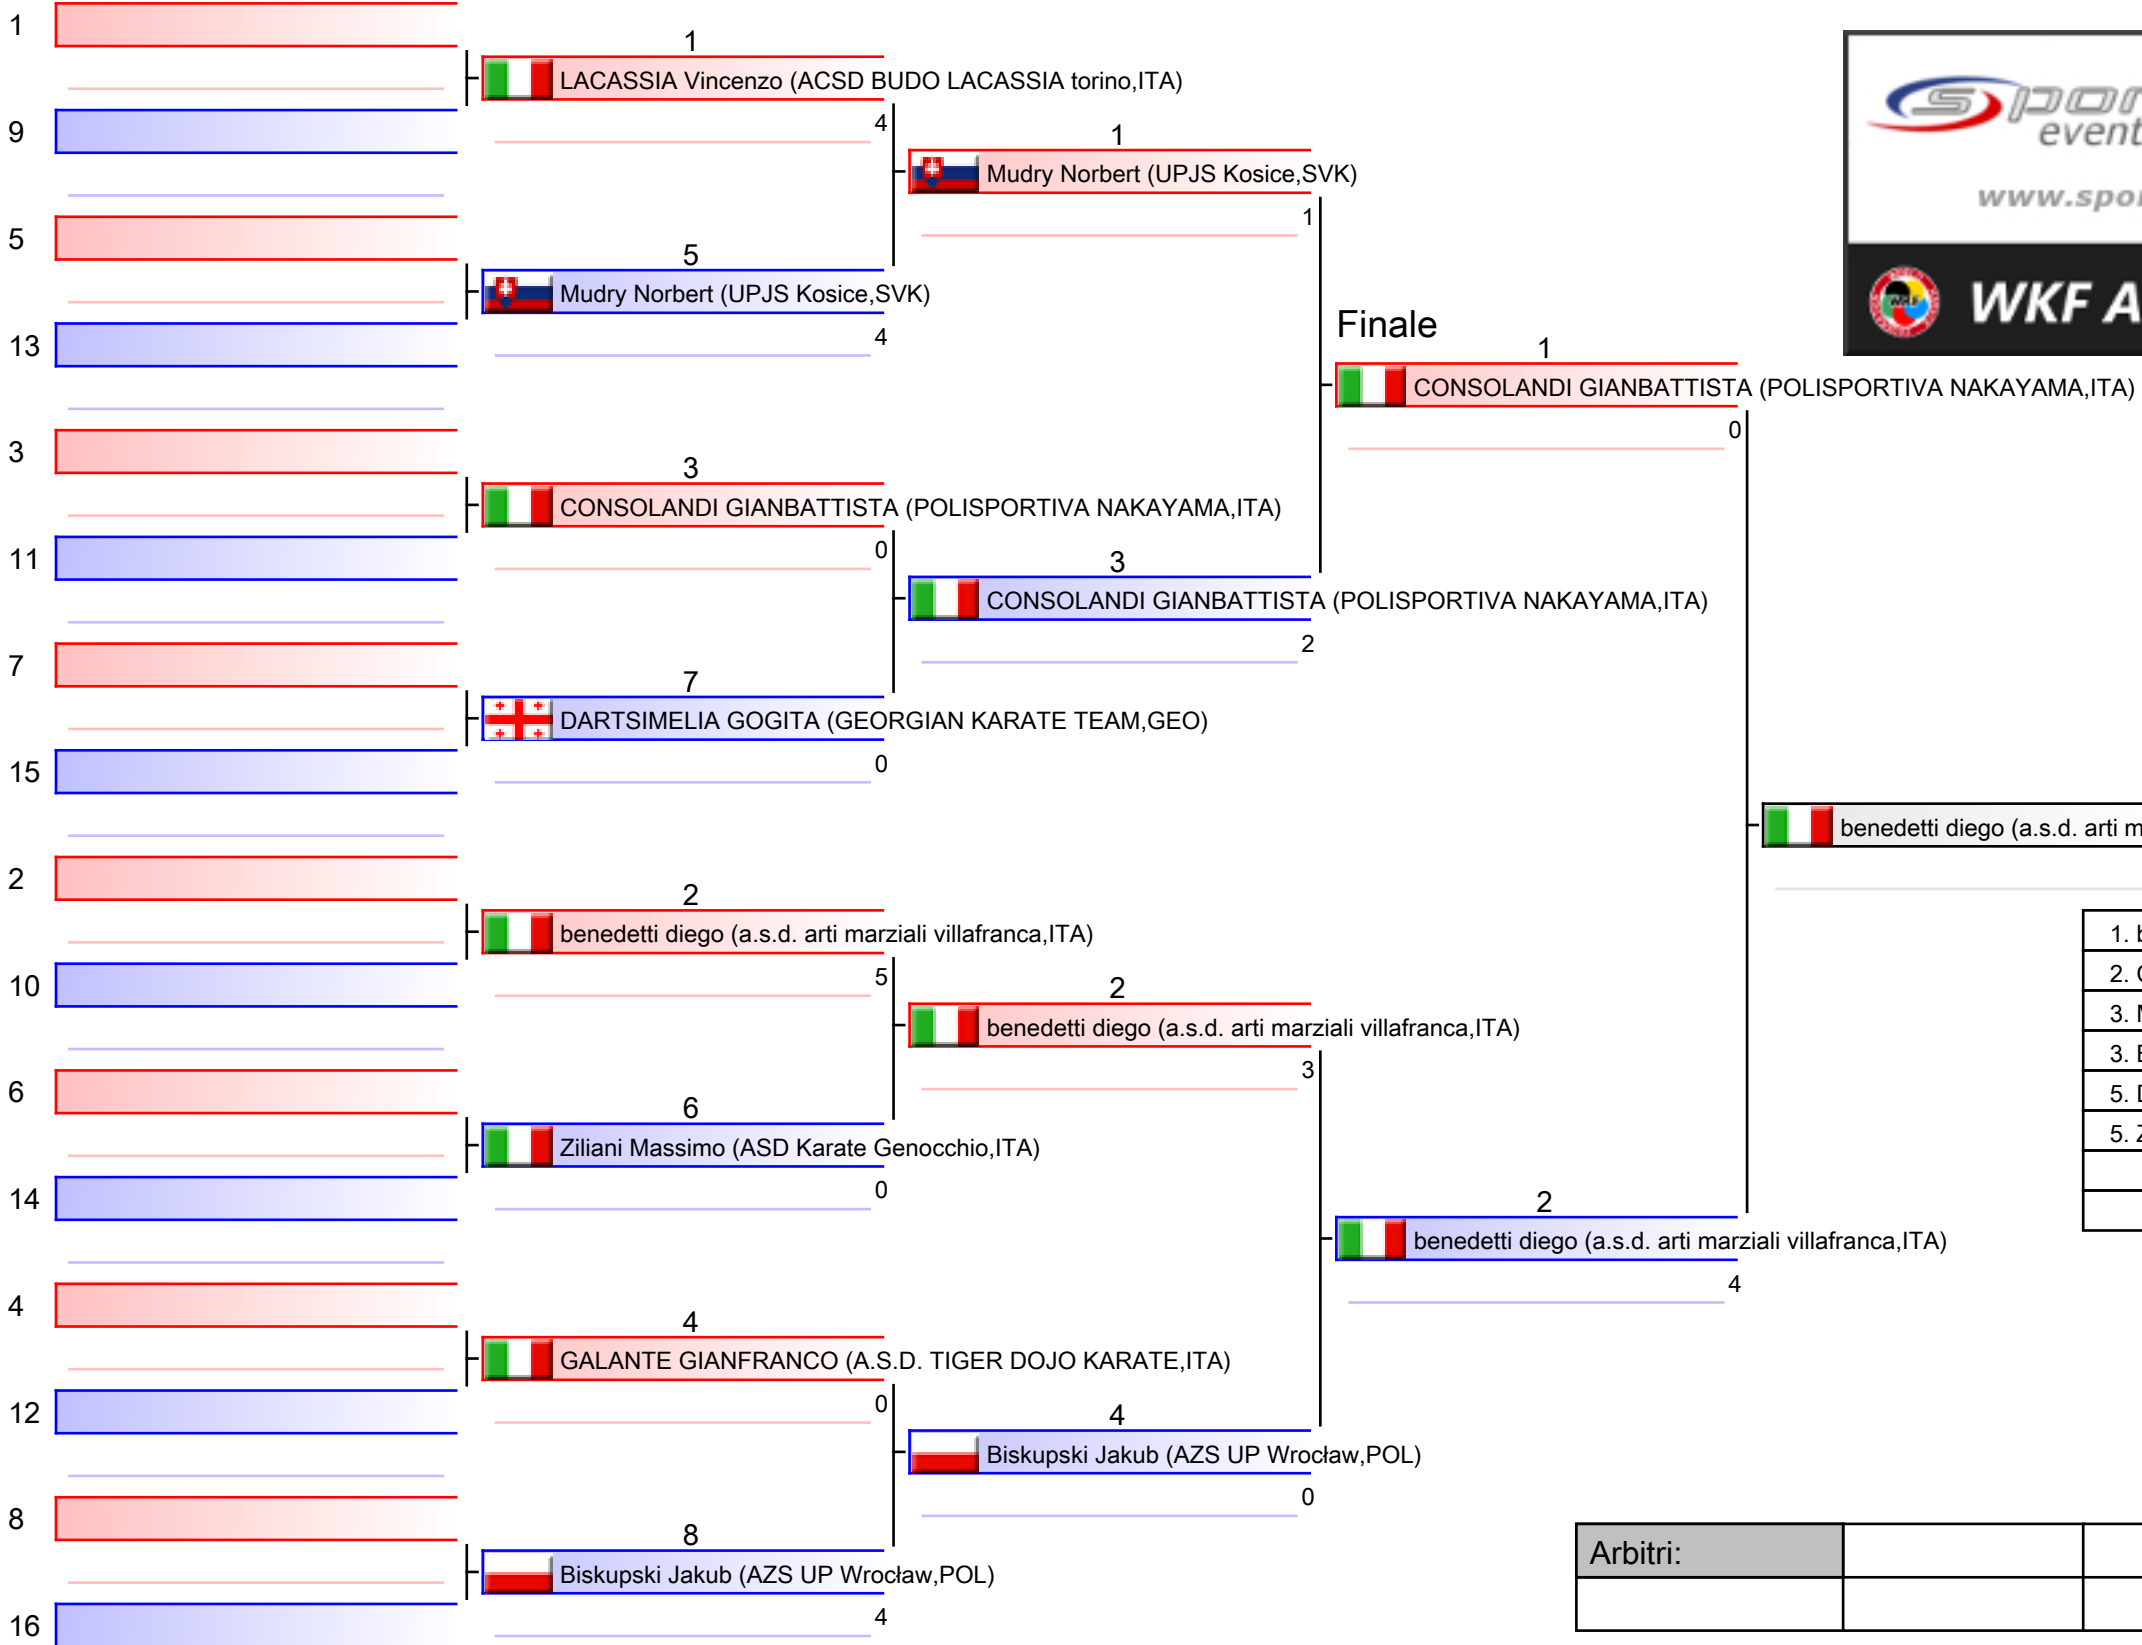 1
9
5
13
3
11
7
15
2
10
6
14
4
12
8
16
1
LACASSIA Vincenzo (ACSD BUDO LACASSIA torino,ITA)
4
5
Mudry Norbert (UPJS Kosice,SVK)
4
3
CONSOLANDI GIANBATTISTA (POLISPORTIVA NAKAYAMA,ITA)
0
7
DARTSIMELIA GOGITA (GEORGIAN KARATE TEAM,GEO)
0
2
benedetti diego (a.s.d. arti marziali villafranca,ITA)
5
6
Ziliani Massimo (ASD Karate Genocchio,ITA)
0
4
GALANTE GIANFRANCO (A.S.D. TIGER DOJO KARATE,ITA)
0
8
Biskupski Jakub (AZS UP Wrocław,POL)
4
1
Mudry Norbert (UPJS Kosice,SVK)
1
3
CONSOLANDI GIANBATTISTA (POLISPORTIVA NAKAYAMA,ITA)
2
2
benedetti diego (a.s.d. arti marziali villafranca,ITA)
3
4
Biskupski Jakub (AZS UP Wrocław,POL)
0
Finale
1
CONSOLANDI GIANBATTISTA (POLISPORTIVA NAKAYAMA,ITA)
0
2
benedetti diego (a.s.d. arti marziali villafranca,ITA)
4
benedetti diego (a.s.d. arti
1.
2.
3.
3.
5.
5.
Arbitri:
WKF